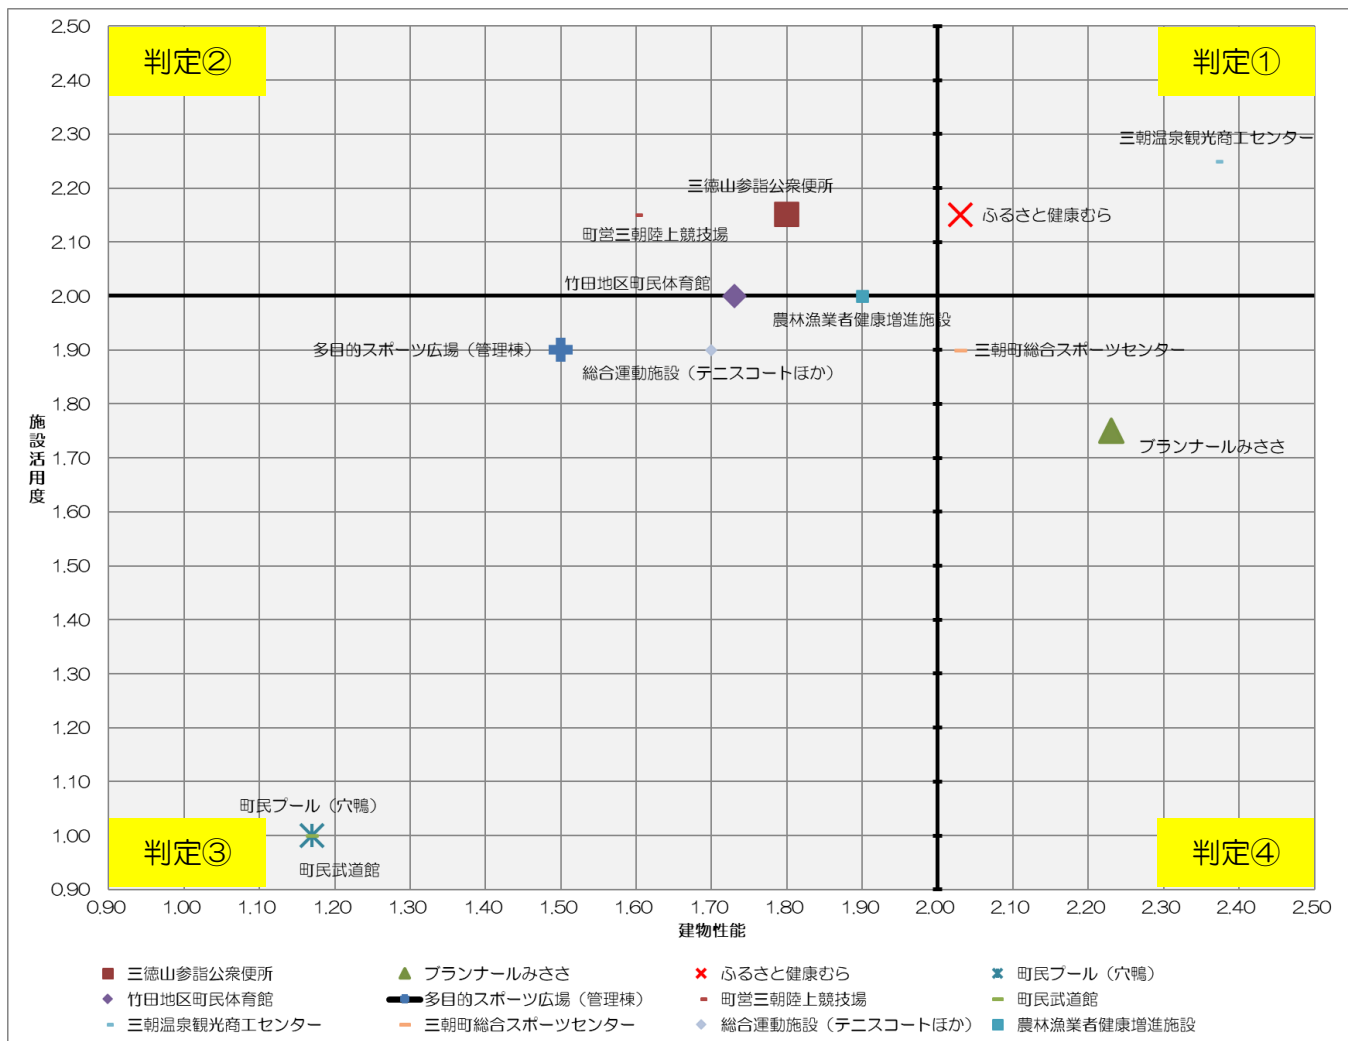 2.50
判定②
判定①
2.40
2.30
三朝温泉観光商工センター
2.20
三徳山参詣公衆便所
ふるさと健康むら
町営三朝陸上競技場
2.10
竹田地区町民体育館
2.00
農林漁業者健康増進施設
1.90
多目的スポーツ広場（管理棟）
三朝町総合スポーツセンター
総合運動施設（テニスコートほか）
1.80
ブランナールみささ
1.70
施設活用度
1.60
1.50
1.40
1.30
1.20
1.10
町民プール（穴鴨）
1.00
判定③
判定④
町民武道館
0.90
0.90 1.00 1.10 1.20 1.30 1.40 1.50 1.60 1.70 1.80 1.90 2.00 2.10 2.20 2.30 2.40 2.50
建物性能
三徳山参詣公衆便所 ブランナールみささ ふるさと健康むら 町民プール（穴鴨）
竹田地区町民体育館 多目的スポーツ広場（管理棟） 町営三朝陸上競技場 町民武道館
三朝温泉観光商工センター 三朝町総合スポーツセンター 総合運動施設（テニスコートほか） 農林漁業者健康増進施設